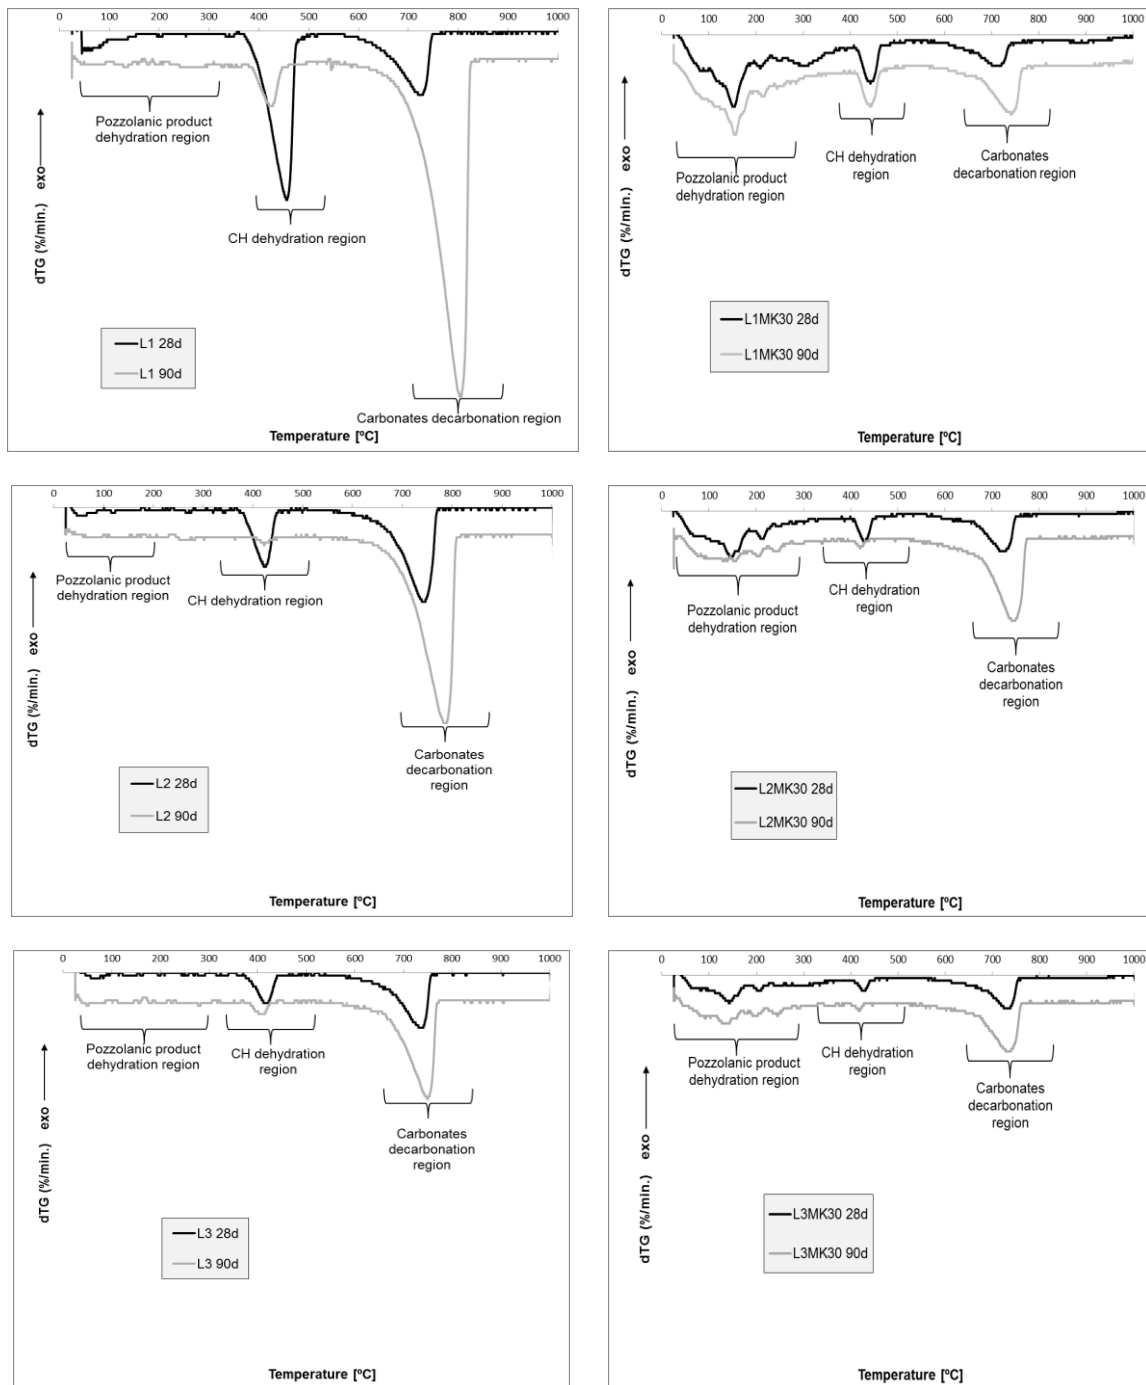 0 100 200 300 400 500 600 700 800 900 1000
Pozzolanic product
dehydration region
CH dehydration region
Carbonates decarbonation region
dTG (%/min.) exo
L1 28d
L1 90d
Temperature [ºC]
0 100 200 300 400 500 600 700 800 900 1000
Pozzolanic product
dehydration region
CH dehydration
region
Carbonates
decarbonation region
dTG (%/min.) exo
L1MK30 28d
L1MK30 90d
Temperature [ºC]
0 100 200 300 400 500 600 700 800 900 1000
Pozzolanic product
dehydration region
CH dehydration region
Carbonates
decarbonation
region
dTG (%/min.) exo
L2 28d
L2 90d
Temperature [ºC]
0 100 200 300 400 500 600 700 800 900 1000
Pozzolanic product
dehydration region
CH dehydration
region
Carbonates
decarbonation
region
dTG (%/min.) exo
L2MK30 28d
L2MK30 90d
Temperature [ºC]
0 100 200 300 400 500 600 700 800 900 1000
Pozzolanic product
dehydration region
CH dehydration
region
Carbonates
decarbonation
region
dTG (%/min.) exo
L3 28d
L3 90d
Temperature [ºC]
0 100 200 300 400 500 600 700 800 900 1000
Pozzolanic product
dehydration region
CH dehydration
region
Carbonates
decarbonation
region
dTG (%/min.) exo
L3MK30 28d
L3MK30 90d
Temperature [ºC]